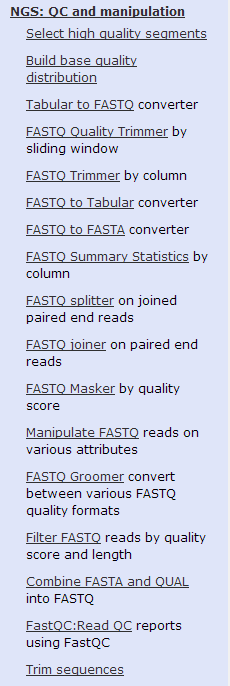 NGS: QC and manipulation
Select high quality segments
Build base quality
distribution
Tabular to FASTQ converter
FASTQ Quality Trimmer by
sliding window
FASTQ Trimmer by column
FASTQ to Tabular converter
FASTQ to FASTA converter
FASTQ Summary Statistics by
column
FASTQ splitter on joined
paired end reads
FASTQ joiner on paired end
reads
FASTQ Masker by quality
score
Manipulate FASTQ reads on
various attributes
FASTQ Groomer convert
between various FASTQ
quality formats
Filter FASTQ reads by quality
score and length
Combine FASTA and QUAL
into FASTQ
FastQC:Read QC reports
using FastQC
Trim sequences